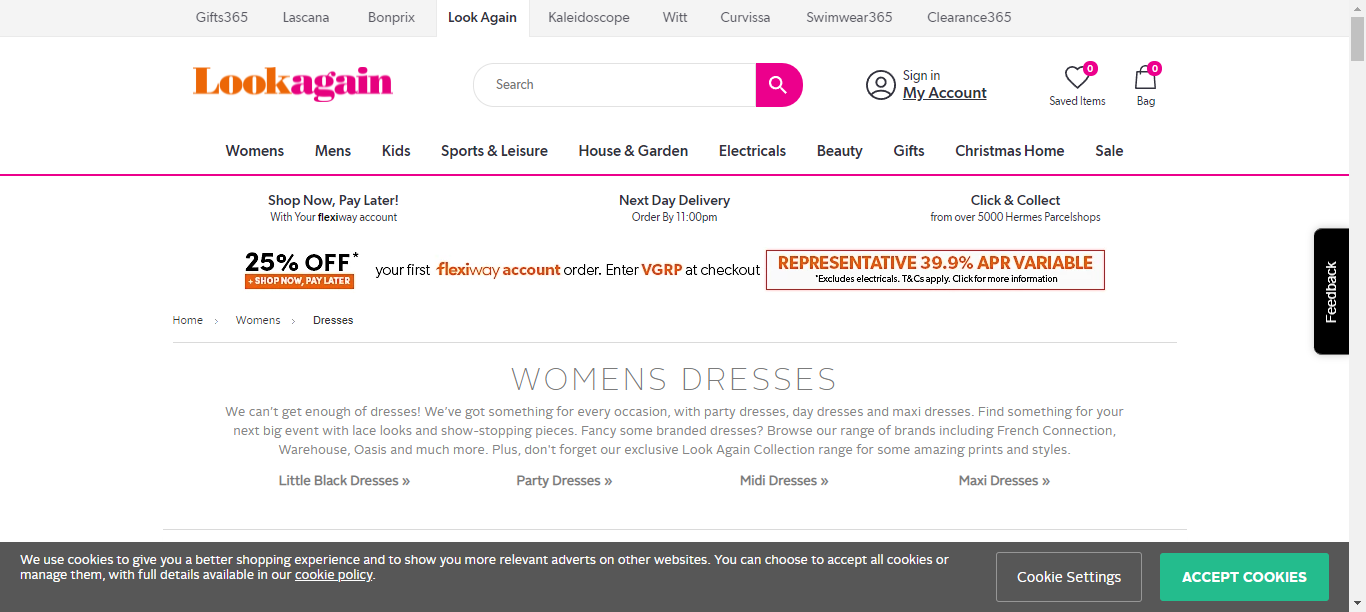 Gifts365 Lascana Bonprix Look Again Kaleidoscope Witt Curvissa Swimwear365 Clearance365
Lookagain
Search
Sign in
My Account
0
Saved Items
0
Bag
Womens Mens Kids Sports & Leisure House & Garden Electricals Beauty Gifts Christmas Home Sale
Shop Now, Pay Later!
With Your flexiway account
Next Day Delivery
Order By 11:00pm
Click & Collect
from over 5000 Hermes Parcelshops
25% OFF*
+ SHOP NOW, PAY LATER
your first flexiway account order. Enter VGRP at checkout
REPRESENTATIVE 39.9% APR VARIABLE
*Excludes electricals. T&Cs apply. Click for more information
Feedback
Home > Womens > Dresses
WOMENS DRESSES
We can't get enough of dresses! We've got something for every occasion, with party dresses, day dresses and maxi dresses. Find something for your
next big event with lace looks and show-stopping pieces. Fancy some branded dresses? Browse our range of brands including French Connection,
Warehouse, Oasis and much more. Plus, don't forget our exclusive Look Again Collection range for some amazing prints and styles.
Little Black Dresses » Party Dresses » Midi Dresses » Maxi Dresses »
We use cookies to give you a better shopping experience and to show you more relevant adverts on other websites. You can choose to accept all cookies or
manage them, with full details available in our cookie policy.
Cookie Settings
ACCEPT COOKIES